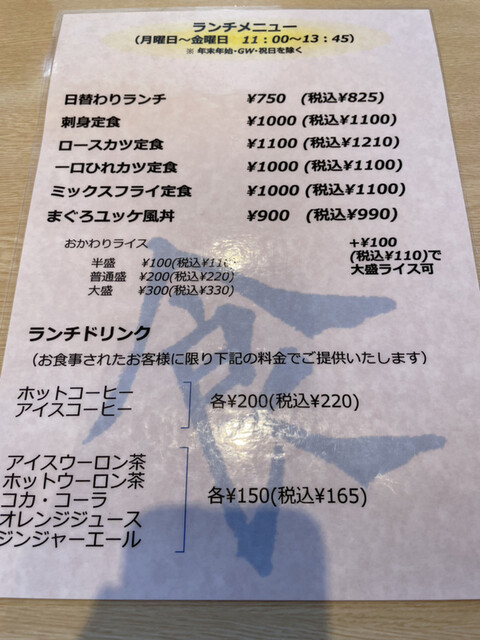 ランチメニュー
(月曜日～金曜日 11：00～13：45)
※ 年末年始・GW・祝日を除く
日替わりランチ ¥750 (税込¥825)
刺身定食 ¥1000 (税込¥1100)
ロースカツ定食 ¥1100 (税込¥1210)
一口ひれカツ定食 ¥1000 (税込¥1100)
ミックスフライ定食 ¥1000 (税込¥1100)
まぐろユッケ風丼 ¥900 (税込¥990)
おかわりライス
半盛 ¥100(税込¥11
普通盛 ¥200(税込¥220)
大盛 ¥300(税込¥330)
+¥100
(税込¥110)で
大盛ライス可
ランチドリンク
(お食事されたお客様に限り下記の料金でご提供いたします)
ホットコーヒー
アイスコーヒー
各¥200(税込¥220)
アイスウーロン茶
ホットウーロン茶
コカ・コーラ
オレンジジュース
ジンジャーエール
各¥150(税込¥165)